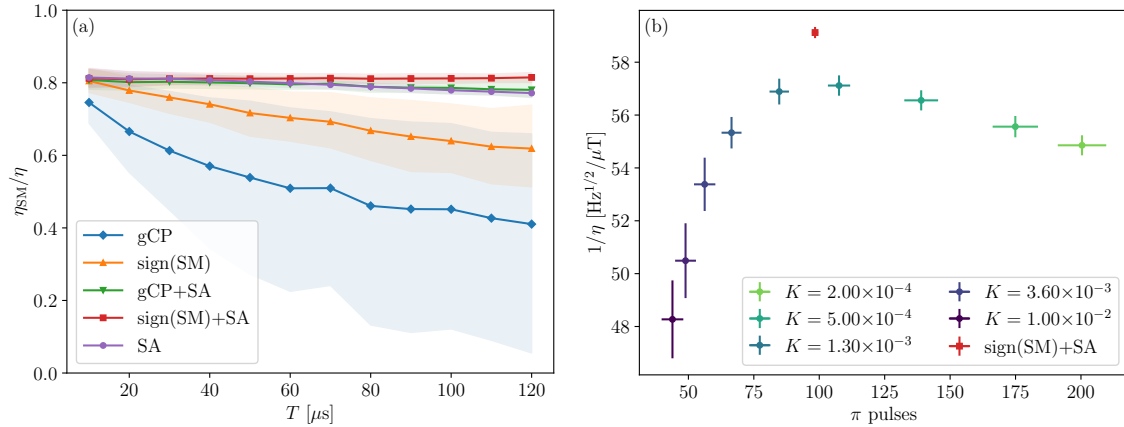 (a)
1.0
0.8
0.6
0.4
0.2
0.0
η_SM/η
gCP
sign(SM)
gCP+SA
sign(SM)+SA
SA
20 40 60 80 100 120
T [μs]
(b)
58
56
54
52
50
48
1/η [Hz^{1/2}/μT]
K = 2.00×10^{-4}
K = 5.00×10^{-4}
K = 1.30×10^{-3}
K = 3.60×10^{-3}
K = 1.00×10^{-2}
sign(SM)+SA
50 75 100 125 150 175 200
π pulses